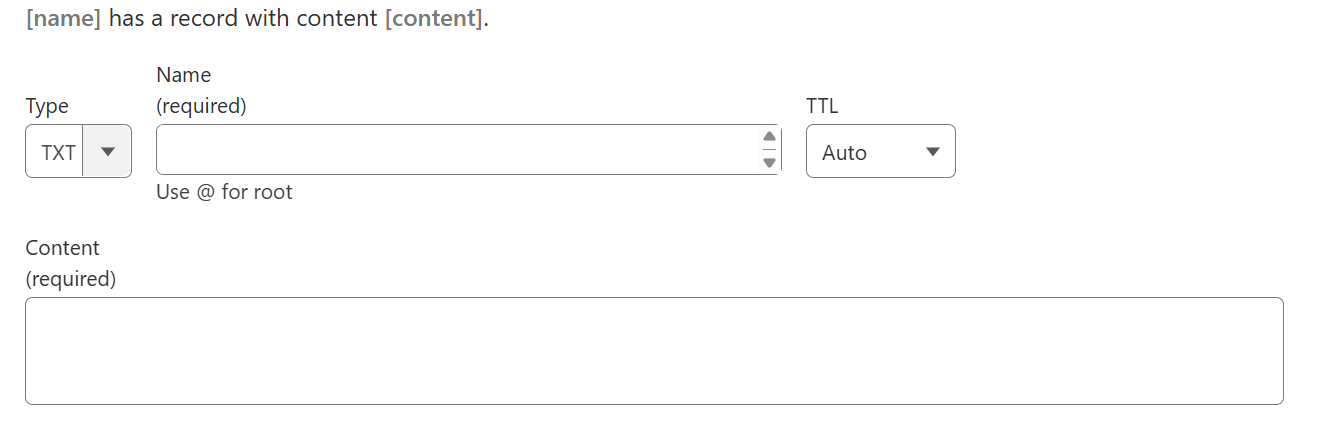 [name] has a record with content [content].
Name
Type (required) TTL
TXT Auto
Use @ for root
Content
(required)